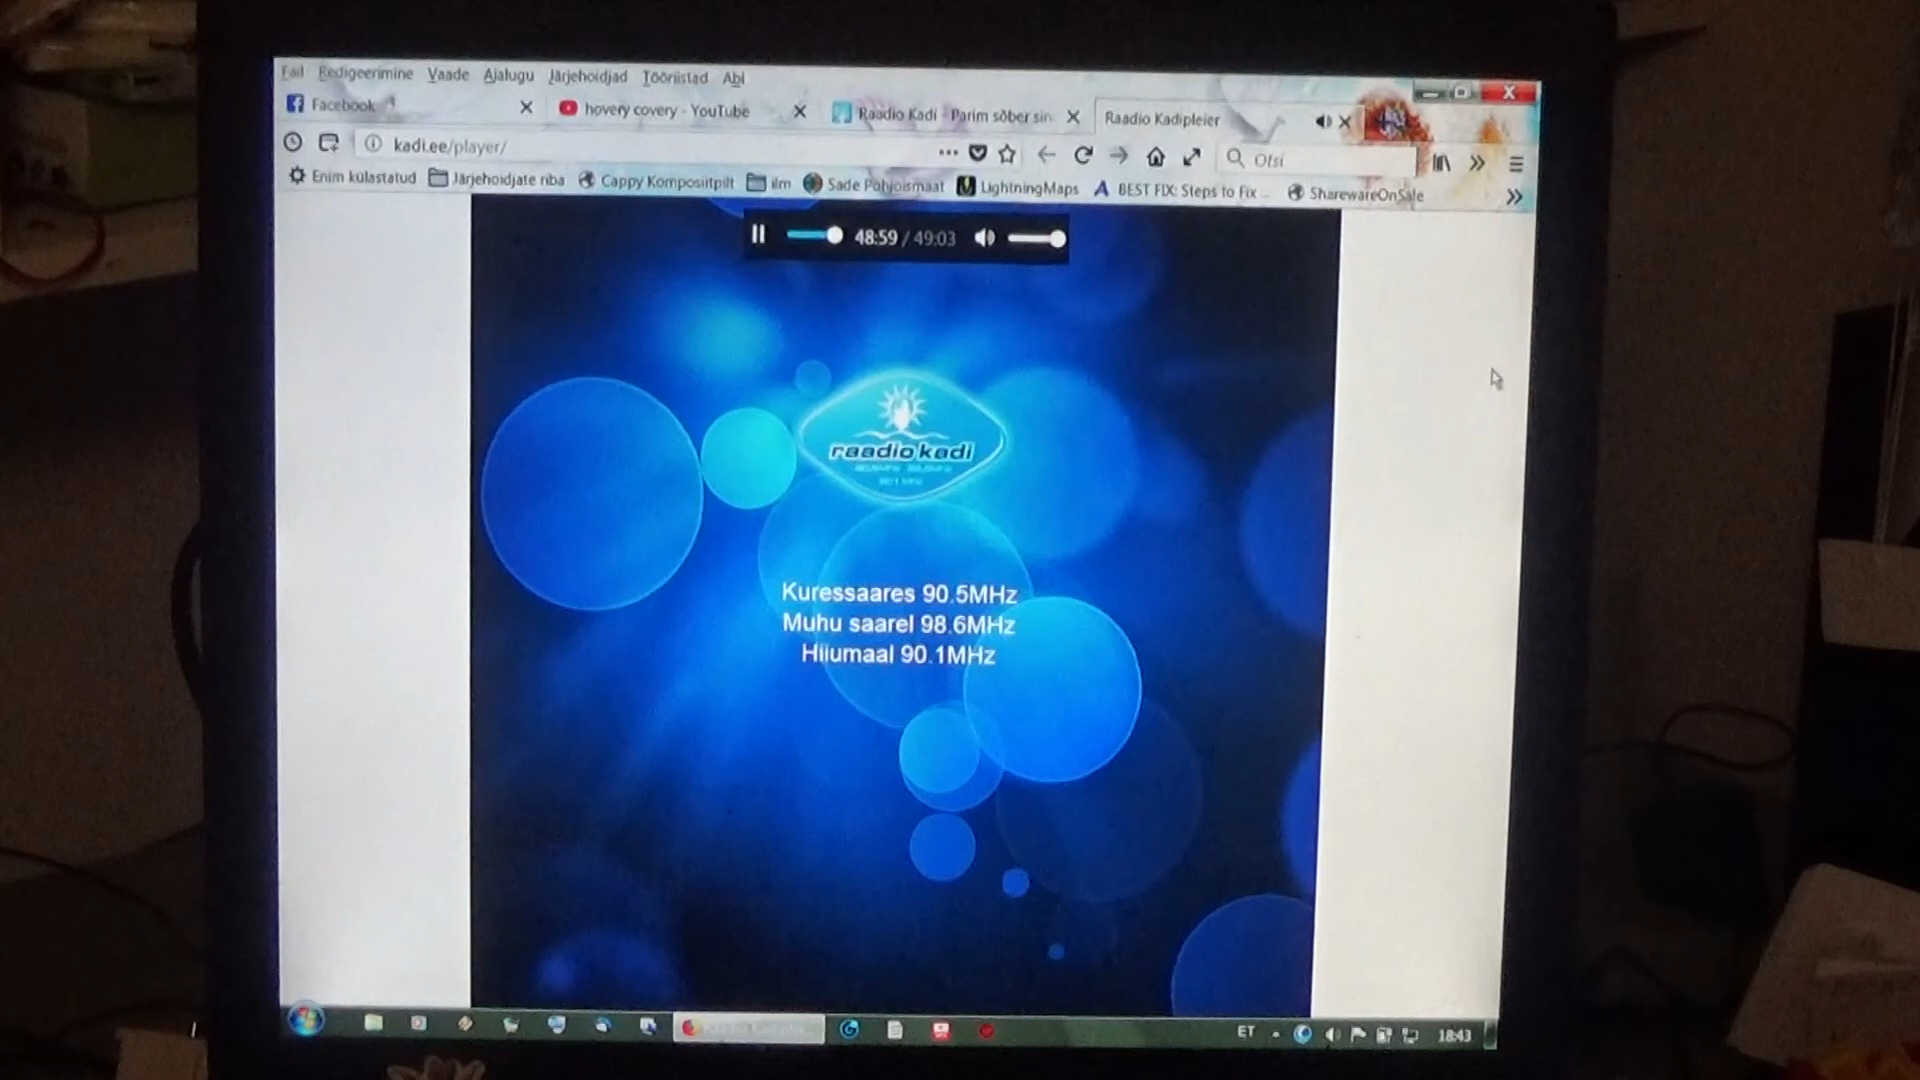 Fail Redigeerimine Vaade Ajalugu Järjehoidjad Tööriistad Abi
Facebook
hovery covery - YouTube
Raadio Kadi - Parim sõber sin
Raadio Kadipleier
kadi.ee/player/
Otsi
Enim külastatud
Järjehoidjate riba
Cappy Komposiitpilt
ilm
Sade Põhjoismaat
LightningMaps
BEST FIX: Steps to Fix ...
SharewareOnSale
48:59 / 49:03
raadio kadi
Kuressaares 90.5MHz
Muhu saarel 98.6MHz
Hiiumaal 90.1MHz
ET
18:43